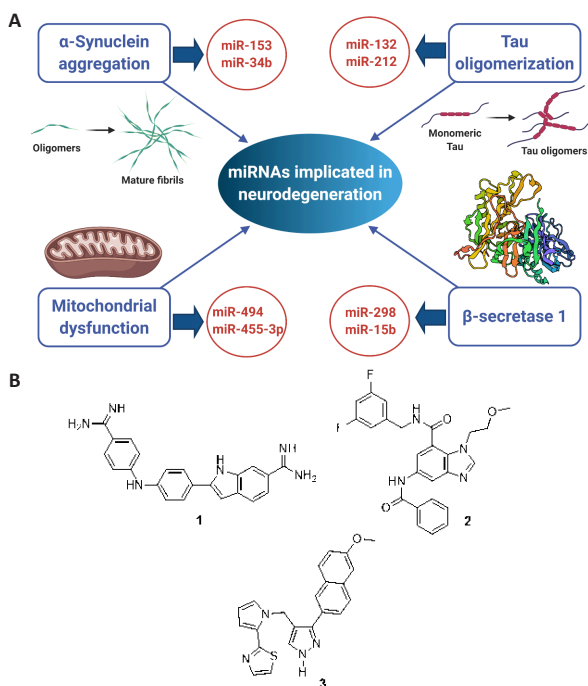 A
α-Synuclein
aggregation
miR-153
miR-34b
miR-132
miR-212
Tau
oligomerization
Oligomers
Mature fibrils
Monomeric
Tau
Tau oligomers
miRNAs implicated in
neurodegeneration
Mitochondrial
dysfunction
miR-494
miR-455-3p
miR-298
miR-15b
β-secretase 1
B
NH
H2N
HN
H
N
NH
NH2
1
F
F
HN
O
O
N
N
HN
O
2
O
N
N
S
N
N
H
3